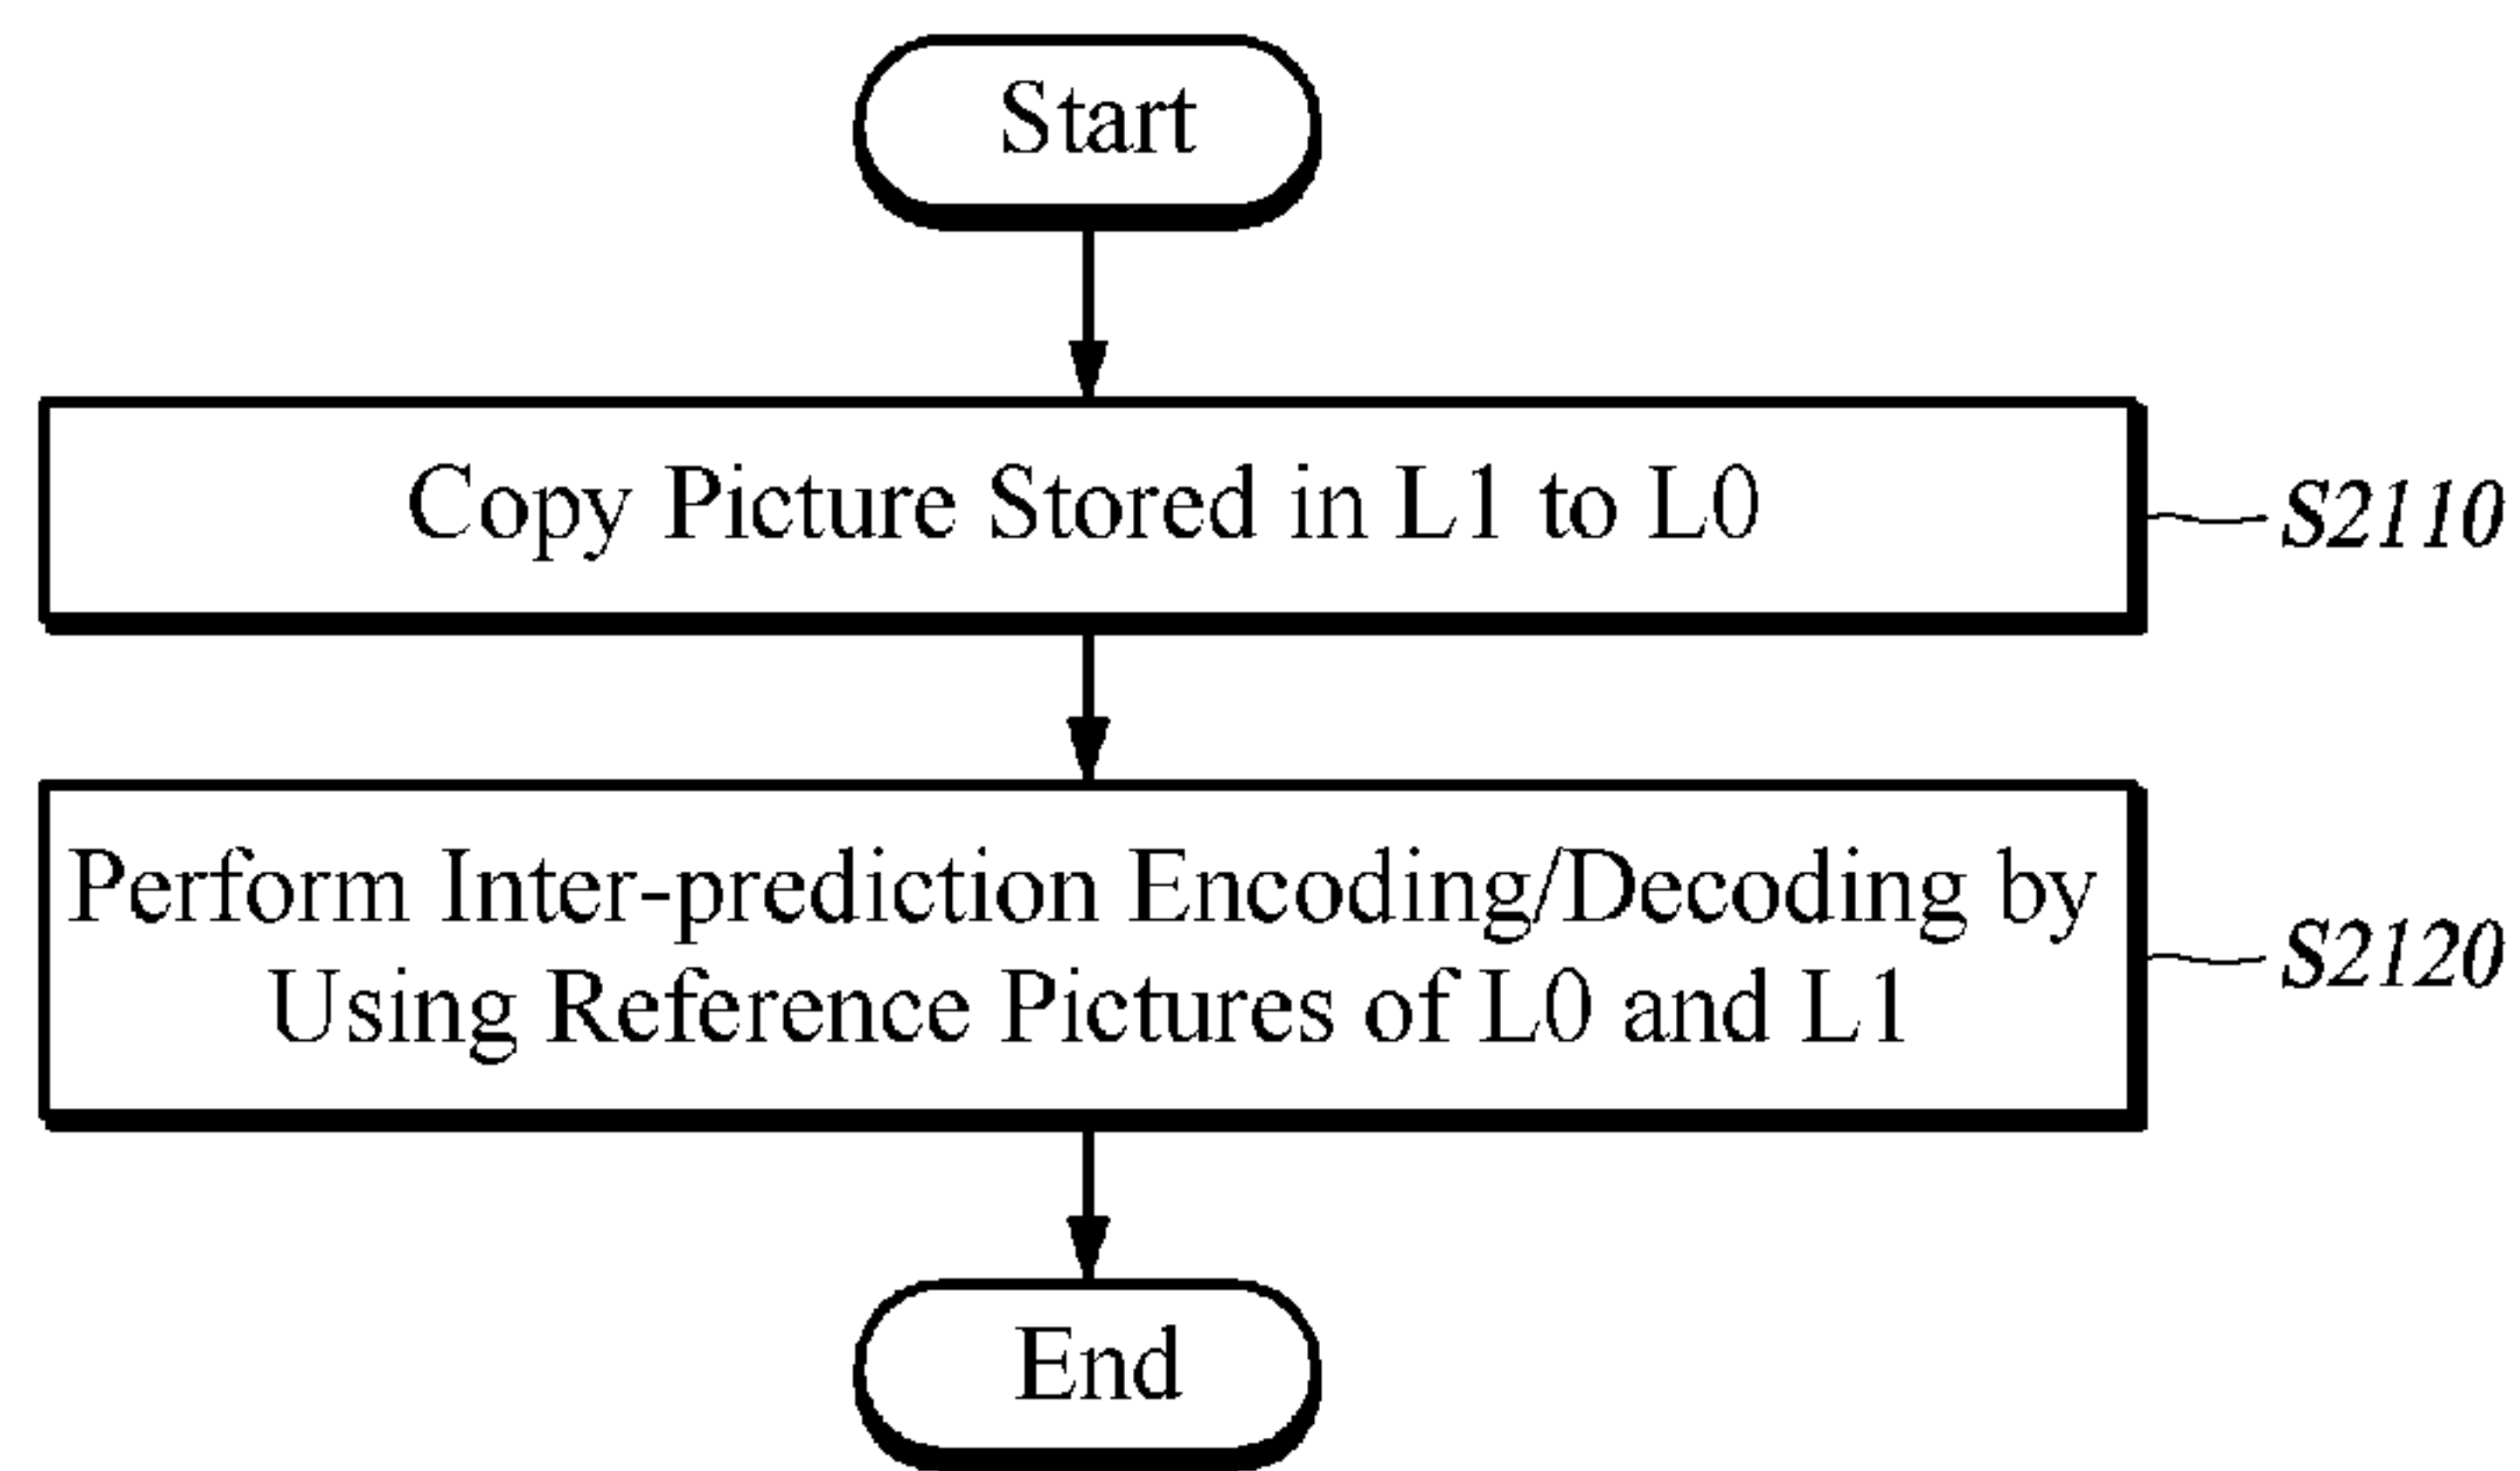 Start
Copy Picture Stored in L1 to L0
S2110
Perform Inter-prediction Encoding/Decoding by
Using Reference Pictures of L0 and L1
S2120
End